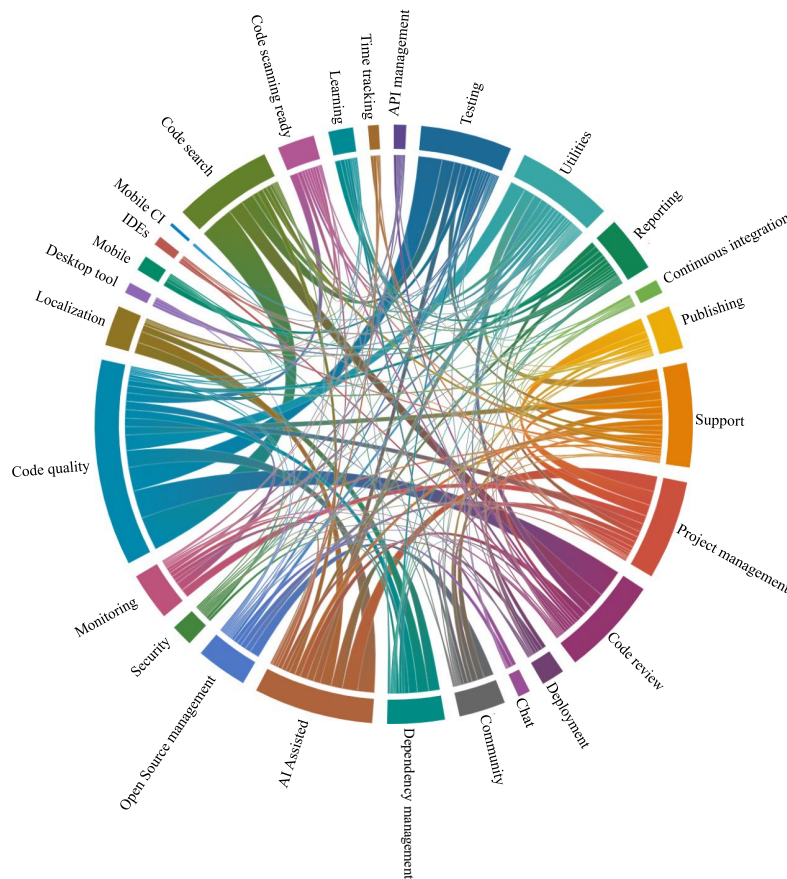 API management
Testing
Utilities
Reporting
Continuous integration
Publishing
Support
Project management
Code review
Deployment
Chat
Community
Dependency management
AI Assisted
Open Source management
Security
Monitoring
Code quality
Localization
Desktop tool
Mobile
IDEs
Mobile CI
Code search
Code scanning ready
Learning
Time tracking